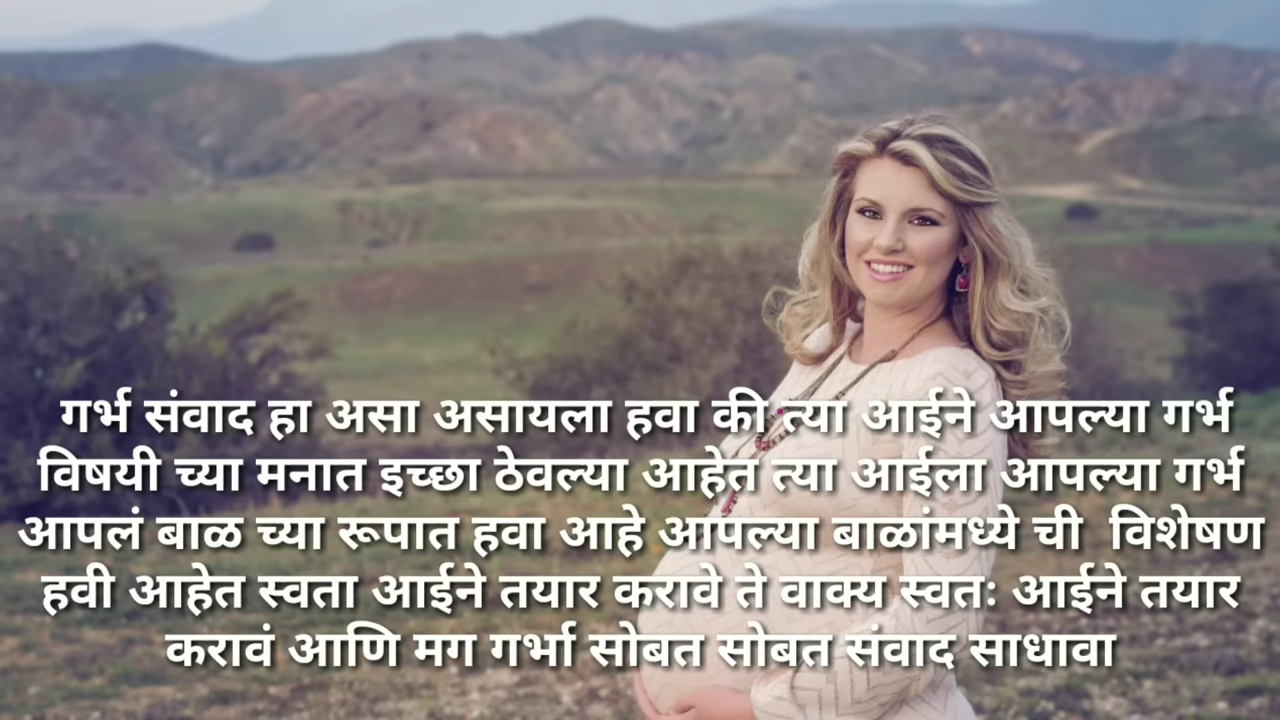 गर्भ संवाद हा असा असायला हवा की त्या आईने आपल्या गर्भ
विषयी च्या मनात इच्छा ठेवल्या आहेत त्या आईला आपल्या गर्भ
आपलं बाळ च्या रूपात हवा आहे आपल्या बाळांमध्ये ची विशेषण
हवी आहेत स्वता आईने तयार करावे ते वाक्य स्वतः आईने तयार
करावं आणि मग गर्भा सोबत सोबत संवाद साधावा